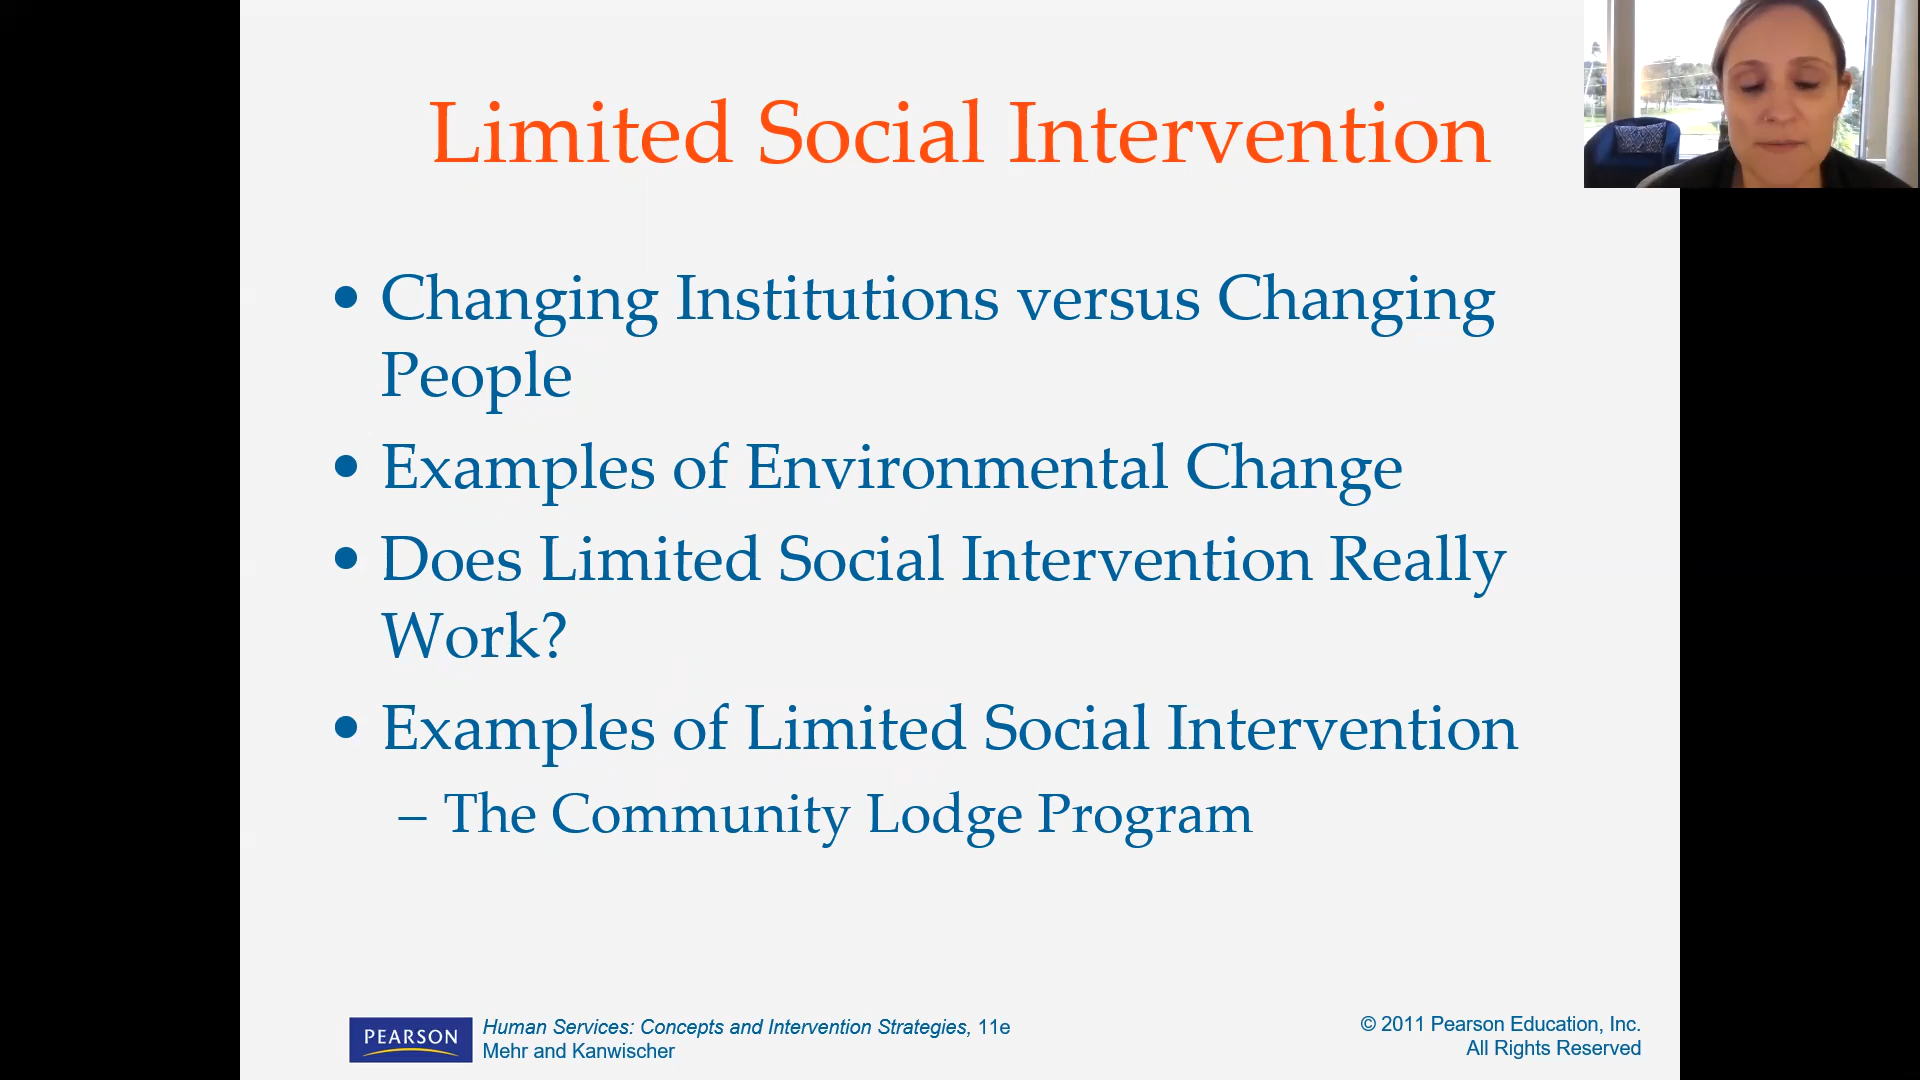 Limited Social Intervention
• Changing Institutions versus Changing
People
• Examples of Environmental Change
• Does Limited Social Intervention Really
Work?
• Examples of Limited Social Intervention
– The Community Lodge Program
PEARSON
Human Services: Concepts and Intervention Strategies, 11e
Mehr and Kanwischer
© 2011 Pearson Education, Inc.
All Rights Reserved